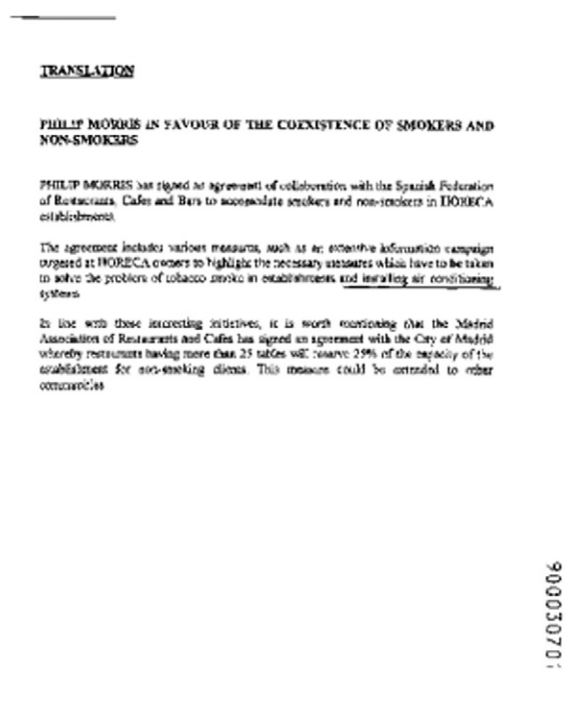 TRANSLATION
PHILIP MORRIS IN FAVOUR OF THE COEXISTENCE OF SMOKERS AND
NON-SMOKERS
PHILIP MORRIS has signed an agreement of collaboration with the Spanish Federation
of Restaurants, Cafes and Bars to accomodate smokers and non-smokers in HORECA
establishments.
The agreement includes various measures, such as an extensive information campaign
targeted at HORECA owners to highlight the necessary measures which have to be taken
to solve the problem of tobacco smoke in establishments and installing air conditioning
systems.
In line with these interesting initiatives, it is worth mentioning that the Madrid
Association of Restaurants and Cafes has signed an agreement with the City of Madrid
whereby restaurants having more than 25 tables will reserve 25% of the capacity of the
establishment for non-smoking clients. This measure could be extended to other
communities
900030701